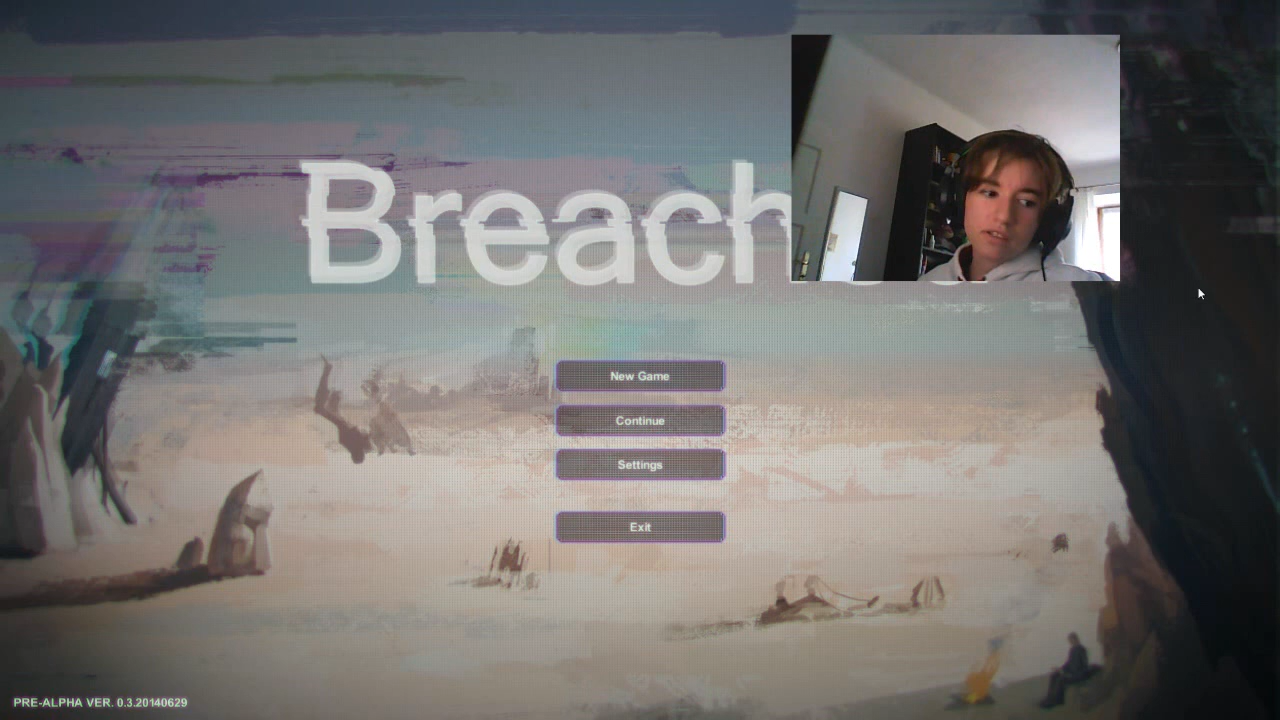 Breach
New Game
Continue
Settings
Exit
PRE-ALPHA VER. 0.3.20140629